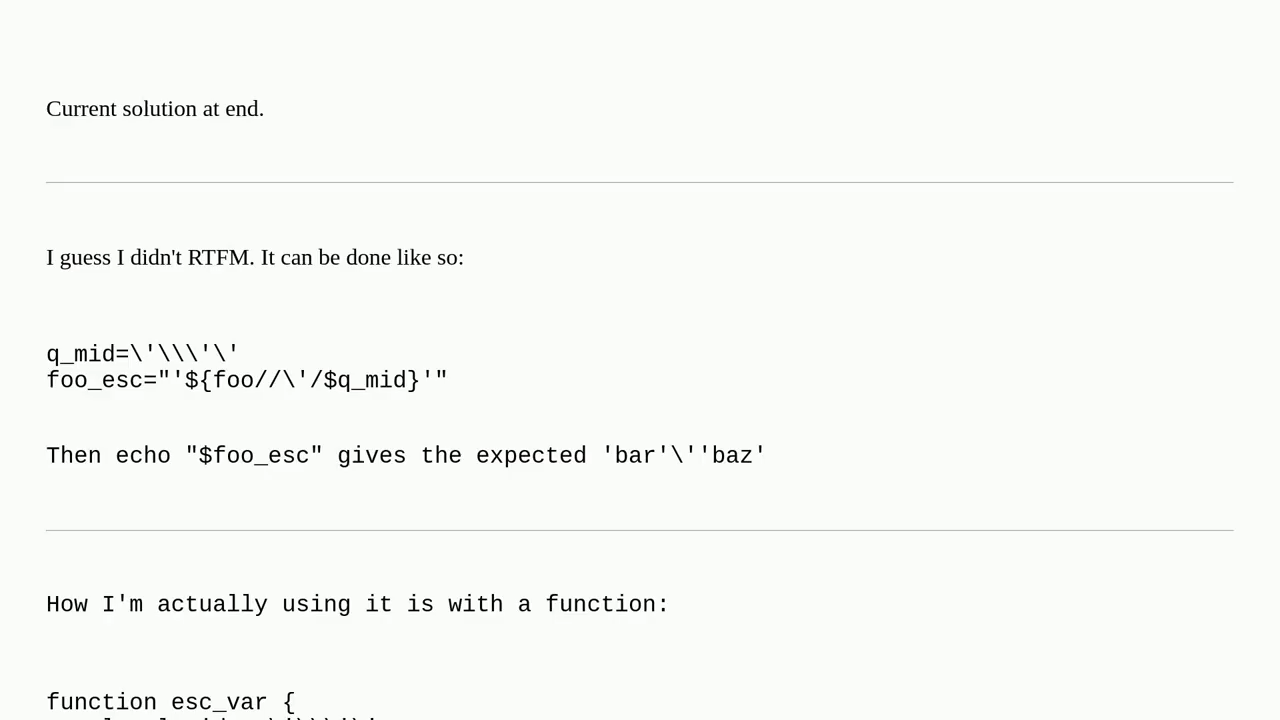 Current solution at end.
I guess I didn't RTFM. It can be done like so:
q_mid=\'\\\'\'
foo_esc="'${foo//\'/$q_mid}'"
Then echo "$foo_esc" gives the expected 'bar'\''baz'
How I'm actually using it is with a function:
function esc_var {